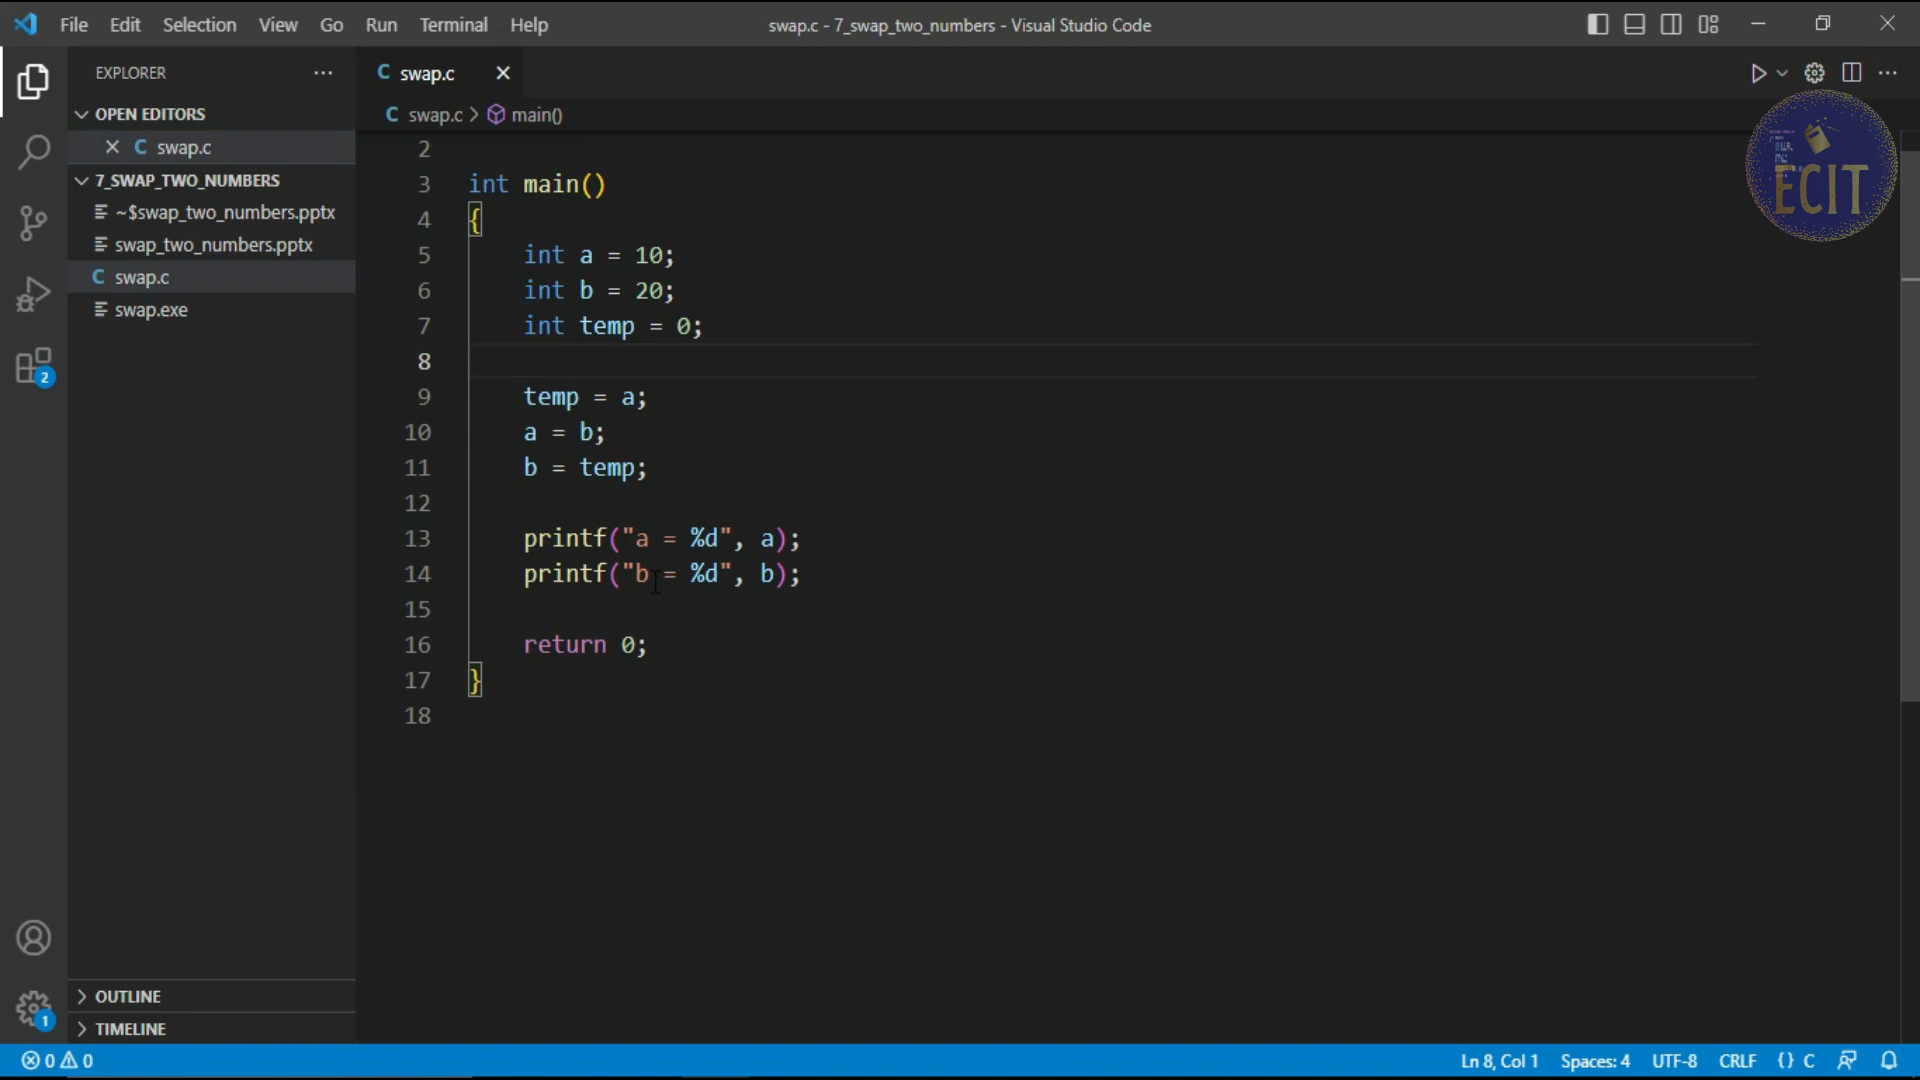 File Edit Selection View Go Run Terminal Help
swap.c - 7_swap_two_numbers - Visual Studio Code
EXPLORER
OPEN EDITORS
swap.c
7_SWAP_TWO_NUMBERS
~$swap_two_numbers.pptx
swap_two_numbers.pptx
C swap.c
swap.exe
2
OUTLINE
1
TIMELINE
C swap.c
C swap.c > main()
ECIT
2
3 int main()
4 {
5 int a = 10;
6 int b = 20;
7 int temp = 0;
8
9 temp = a;
10 a = b;
11 b = temp;
12
13 printf("a = %d", a);
14 printf("b = %d", b);
15
16 return 0;
17 }
18
0 0
Ln 8, Col 1 Spaces: 4 UTF-8 CRLF {} C